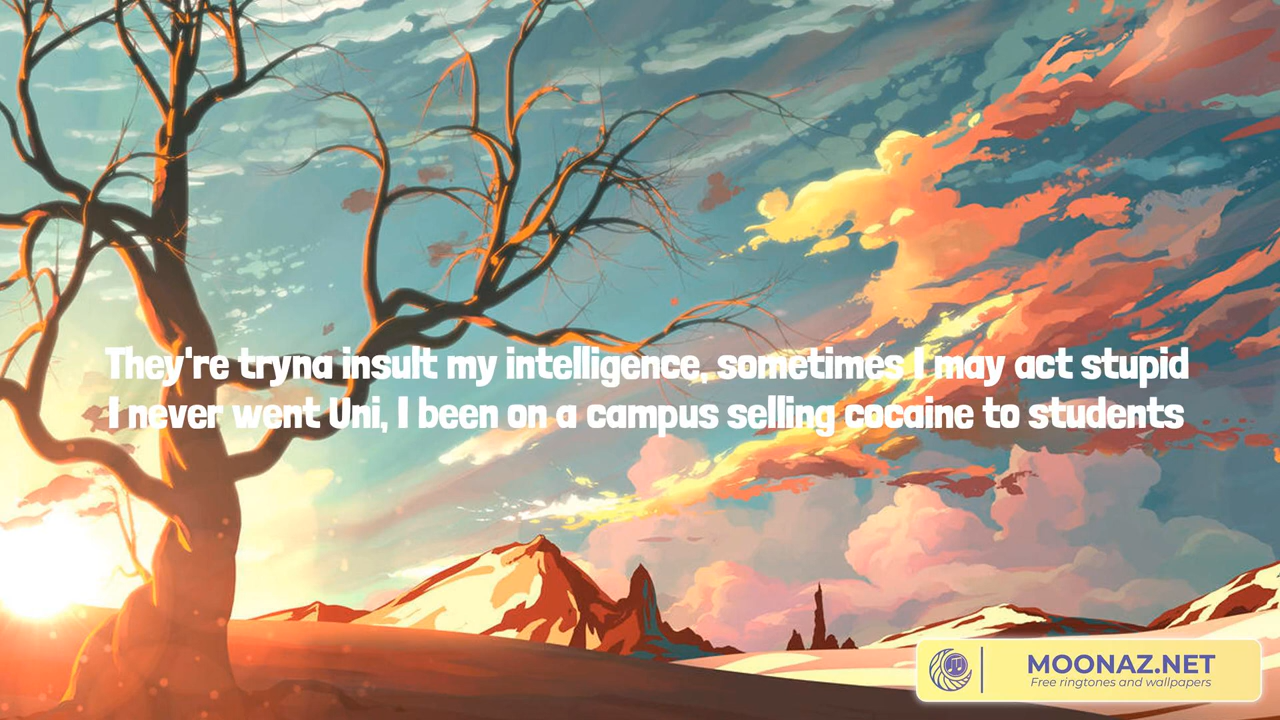 They're tryna insult my intelligence, sometimes I may act stupid
I never went Uni, I been on a campus selling cocaine to students
MOONAZ.NET
Free ringtones and wallpapers